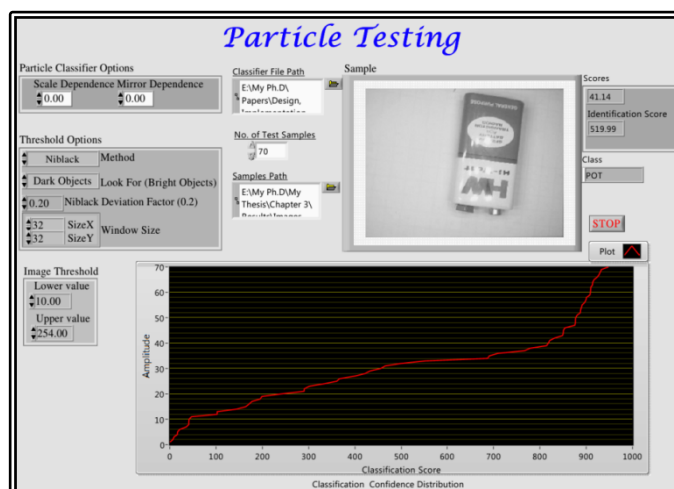 Particle Testing
Particle Classifier Options
Scale Dependence Mirror Dependence
0.00 0.00
Classifier File Path
E:\My Ph.D\
Papers\Design,
Sample
Scores
41.14
Identification Score
519.99
Class
POT
No. of Test Samples
70
Threshold Options
Niblack Method
Dark Objects Look For (Bright Objects)
0.20 Niblack Deviation Factor (0.2)
32 SizeX
32 SizeY
Window Size
Samples Path
E:\My Ph.D\My
Thesis\Chapter 3\
Results\Images
HW
STOP
Plot
Image Threshold
Lower value
10.00
Upper value
254.00
Amplitude
70
60
50
40
30
20
10
0
0 100 200 300 400 500 600 700 800 900 1000
Classification Score
Classification Confidence Distribution